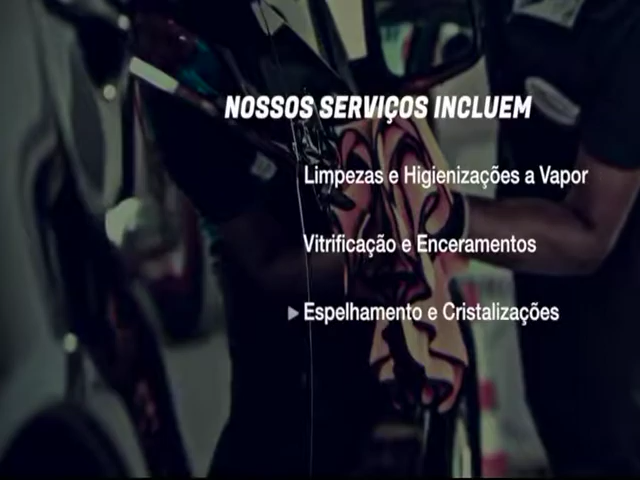 NOSSOS SERVIÇOS INCLUEM
Limpezas e Higienizações a Vapor
Vitrificação e Enceramentos
Espelhamento e Cristalizações